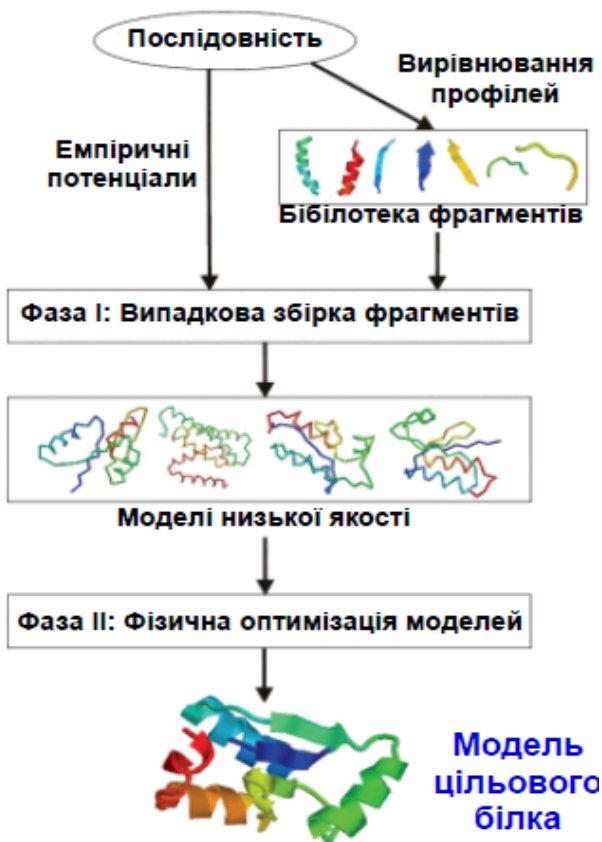 Послідовність
Вирівнювання
профілей
Емпіричні
потенціали
Бібілотека фрагментів
Фаза I: Випадкова збірка фрагментів
Моделі низької якості
Фаза II: Фізична оптимізація моделей
Модель
цільового
білка